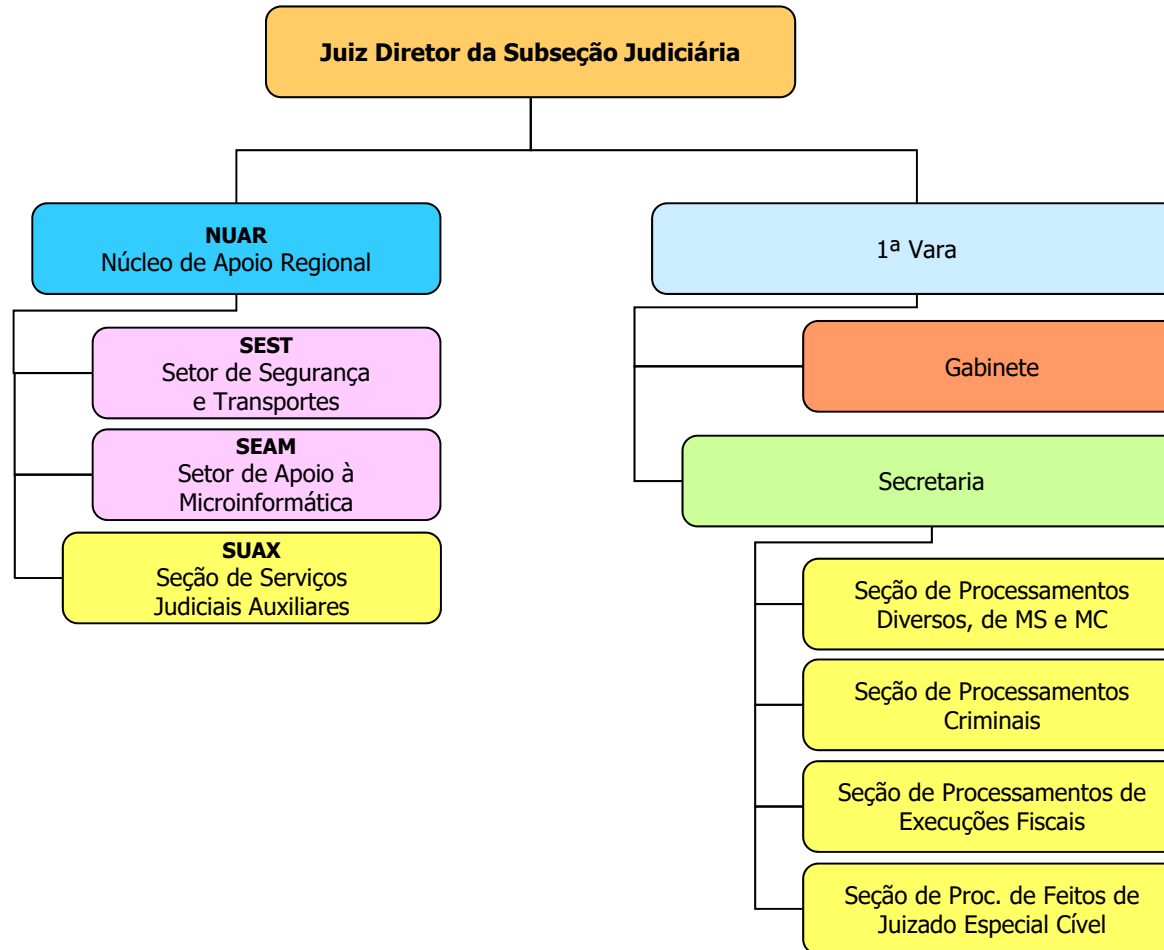 Juiz Diretor da Subseção Judiciária
NUAR
Núcleo de Apoio Regional
SEST
Setor de Segurança
e Transportes
SEAM
Setor de Apoio à
Microinformática
SUAX
Seção de Serviços
Judiciais Auxiliares
1ª Vara
Gabinete
Secretaria
Seção de Processamentos
Diversos, de MS e MC
Seção de Processamentos
Criminais
Seção de Processamentos de
Execuções Fiscais
Seção de Proc. de Feitos de
Juizado Especial Cível